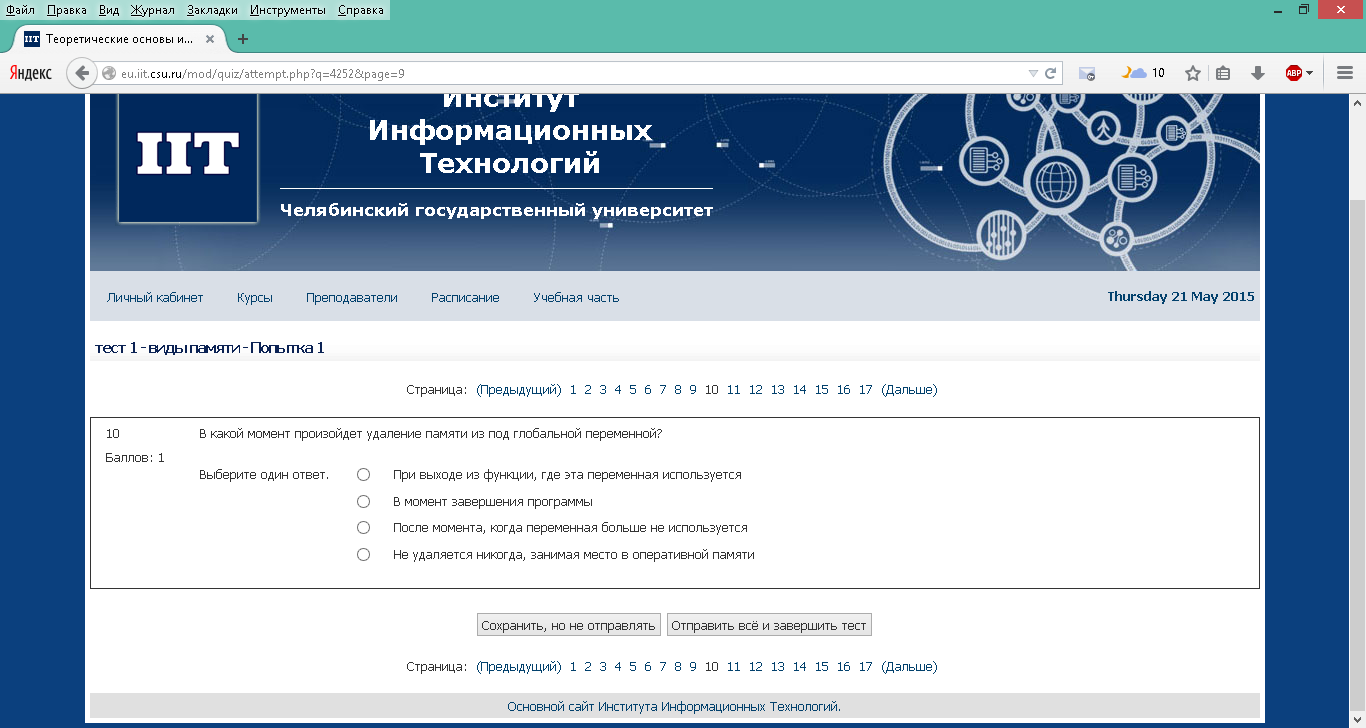 Файл Правка Вид Журнал Закладки Инструменты Справка
IIT Теоретические основы и...
Яндекс eu.iit.csu.ru/mod/quiz/attempt.php?q=4252&page=9 10 ABP
Институт
Информационных
Технологий
IIT
Челябинский государственный университет
Личный кабинет Курсы Преподаватели Расписание Учебная часть Thursday 21 May 2015
тест 1 - виды памяти - Попытка 1
Страница: (Предыдущий) 1 2 3 4 5 6 7 8 9 10 11 12 13 14 15 16 17 (Дальше)
10 В какой момент произойдет удаление памяти из под глобальной переменной?
Баллов: 1
Выберите один ответ. При выходе из функции, где эта переменная используется
В момент завершения программы
После момента, когда переменная больше не используется
Не удаляется никогда, занимая место в оперативной памяти
Сохранить, но не отправлять Отправить всё и завершить тест
Страница: (Предыдущий) 1 2 3 4 5 6 7 8 9 10 11 12 13 14 15 16 17 (Дальше)
Основной сайт Института Информационных Технологий.